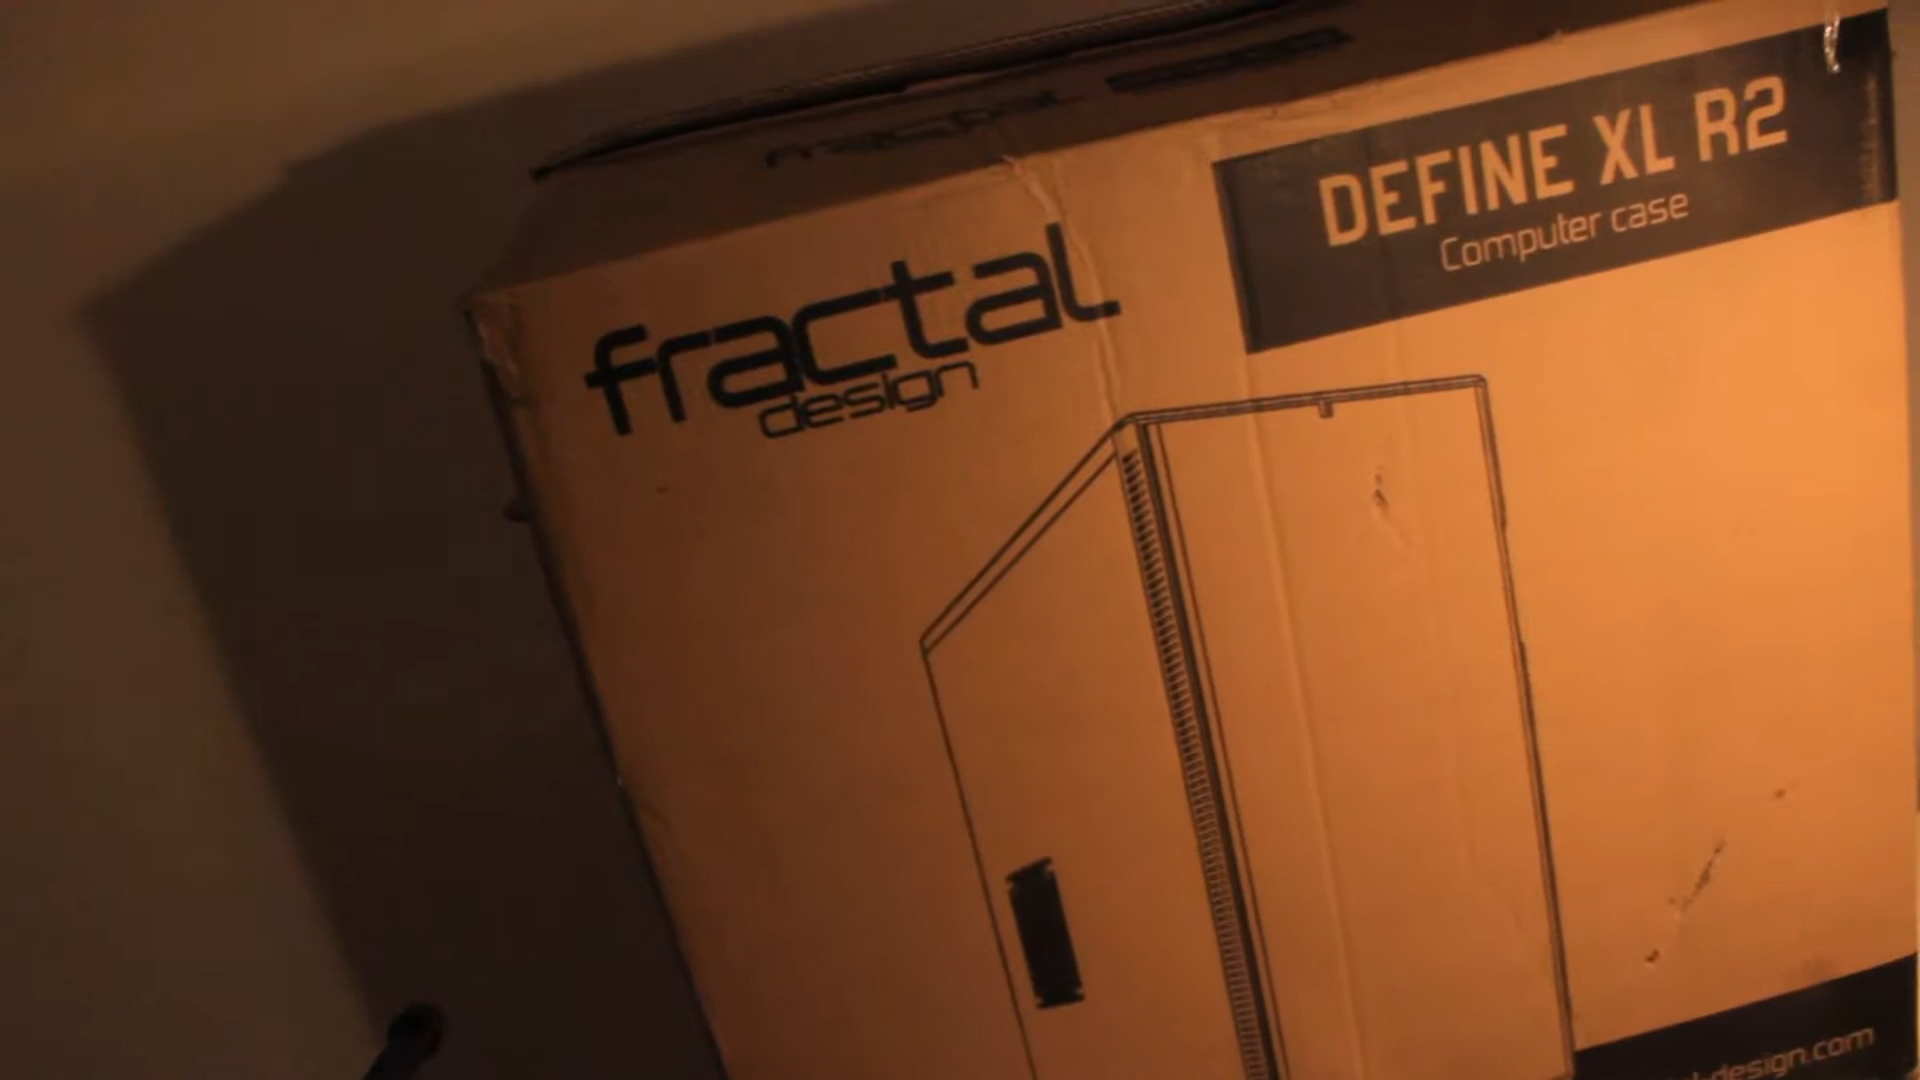 fractal
design
DEFINE XL R2
Computer case
design.com